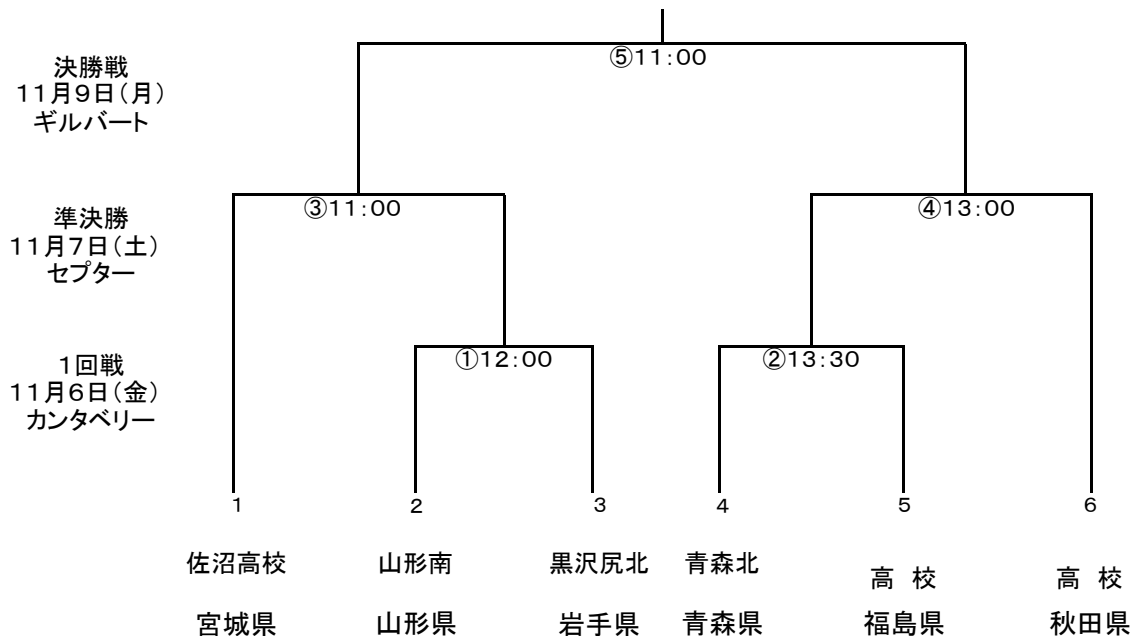 ⑤11:00
決勝戦
11月9日(月)
ギルバート
③11:00
④13:00
準決勝
11月7日(土)
セプター
①12:00
②13:30
1回戦
11月6日(金)
カンタベリー
1 2 3 4 5 6
佐沼高校 山形南 黒沢尻北 青森北 高 校 高 校
宮城県 山形県 岩手県 青森県 福島県 秋田県